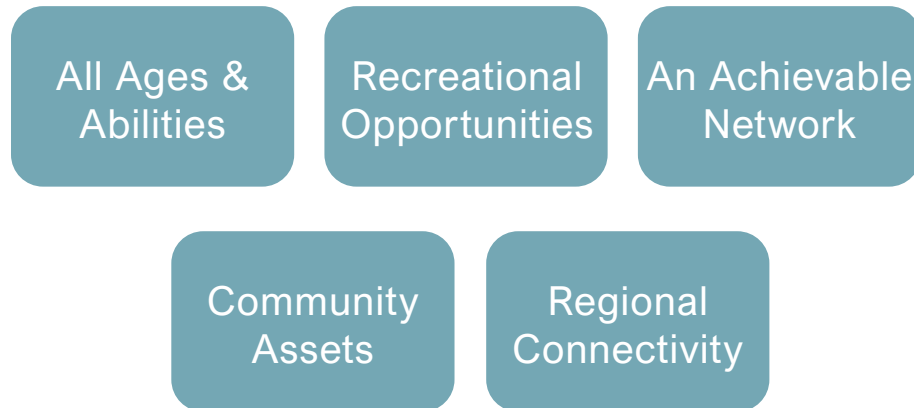 All Ages &
Abilities
Recreational
Opportunities
An Achievable
Network
Community
Assets
Regional
Connectivity